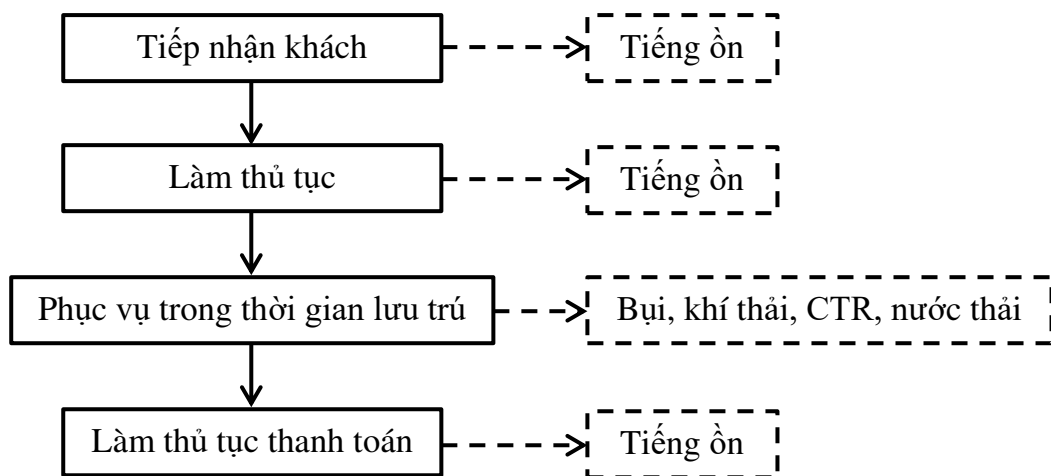 Tiếp nhận khách
Tiếng ồn
Làm thủ tục
Tiếng ồn
Phục vụ trong thời gian lưu trú
Bụi, khí thải, CTR, nước thải
Làm thủ tục thanh toán
Tiếng ồn